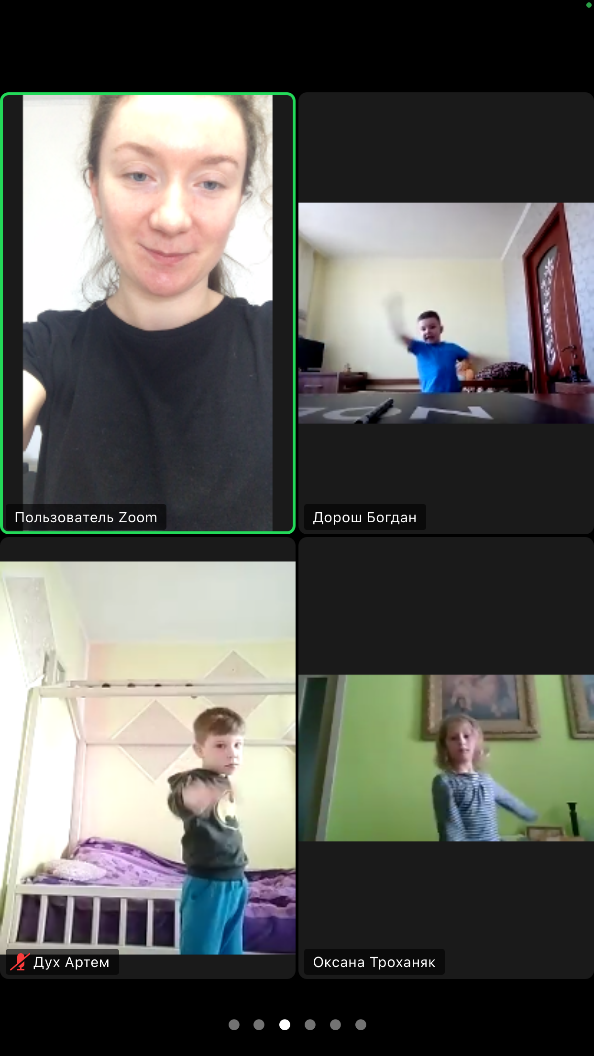 Пользователь Zoom
Дорош Богдан
Дух Артем
Оксана Троханяк